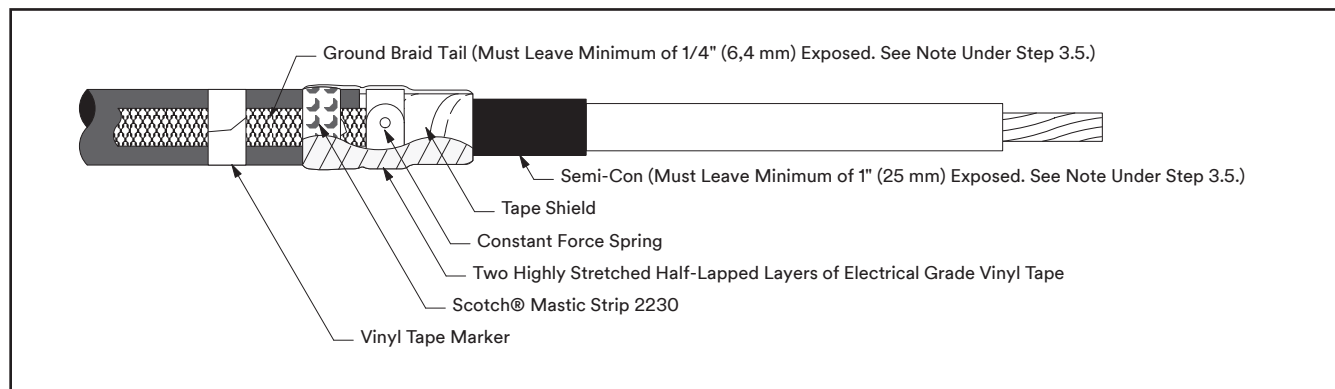 Ground Braid Tail (Must Leave Minimum of 1/4" (6,4 mm) Exposed. See Note Under Step 3.5.)
Semi-Con (Must Leave Minimum of 1" (25 mm) Exposed. See Note Under Step 3.5.)
Tape Shield
Constant Force Spring
Two Highly Stretched Half-Lapped Layers of Electrical Grade Vinyl Tape
Scotch® Mastic Strip 2230
Vinyl Tape Marker